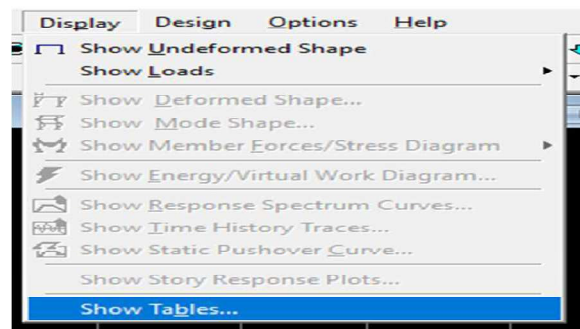 Display Design Options Help
Show Undeformed Shape
Show Loads
Show Deformed Shape...
Show Mode Shape...
Show Member Forces/Stress Diagram
Show Energy/Virtual Work Diagram...
Show Response Spectrum Curves...
Show Time History Traces...
Show Static Pushover Curve...
Show Story Response Plots...
Show Tables...